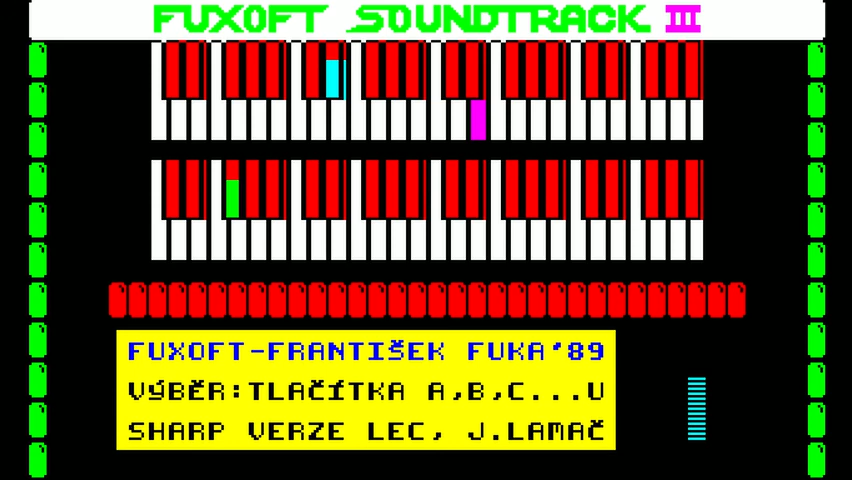 FUXOFT SOUNDTRACK III
FUXOFT-FRANTIŠEK FUKA'89
VÝBĚR:TLAČÍTKA A,B,C...U
SHARP VERZE LEC, J.LAMAČ